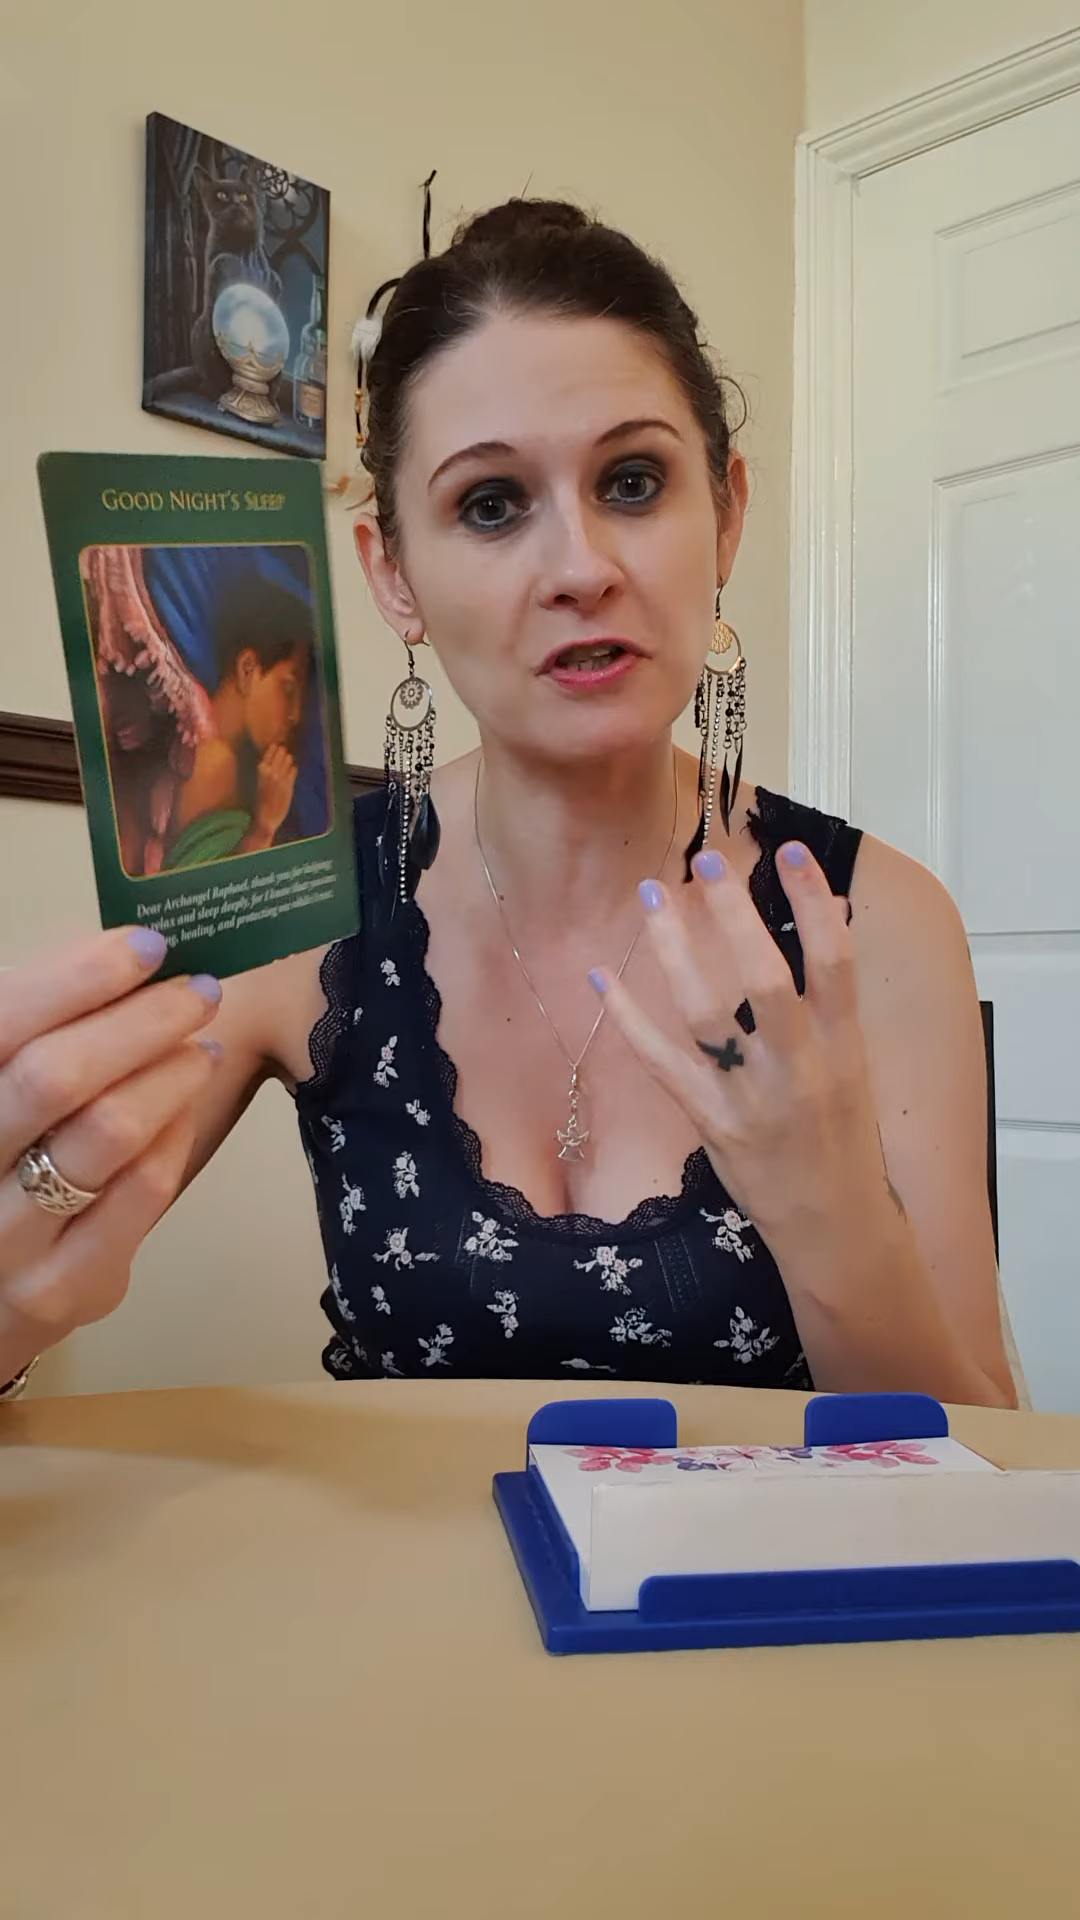 GOOD NIGHT'S SLEEP
Dear Archangel Raphael, thank you for helping
relax and sleep deeply, for I know that you are
healing, and protecting me while I rest.